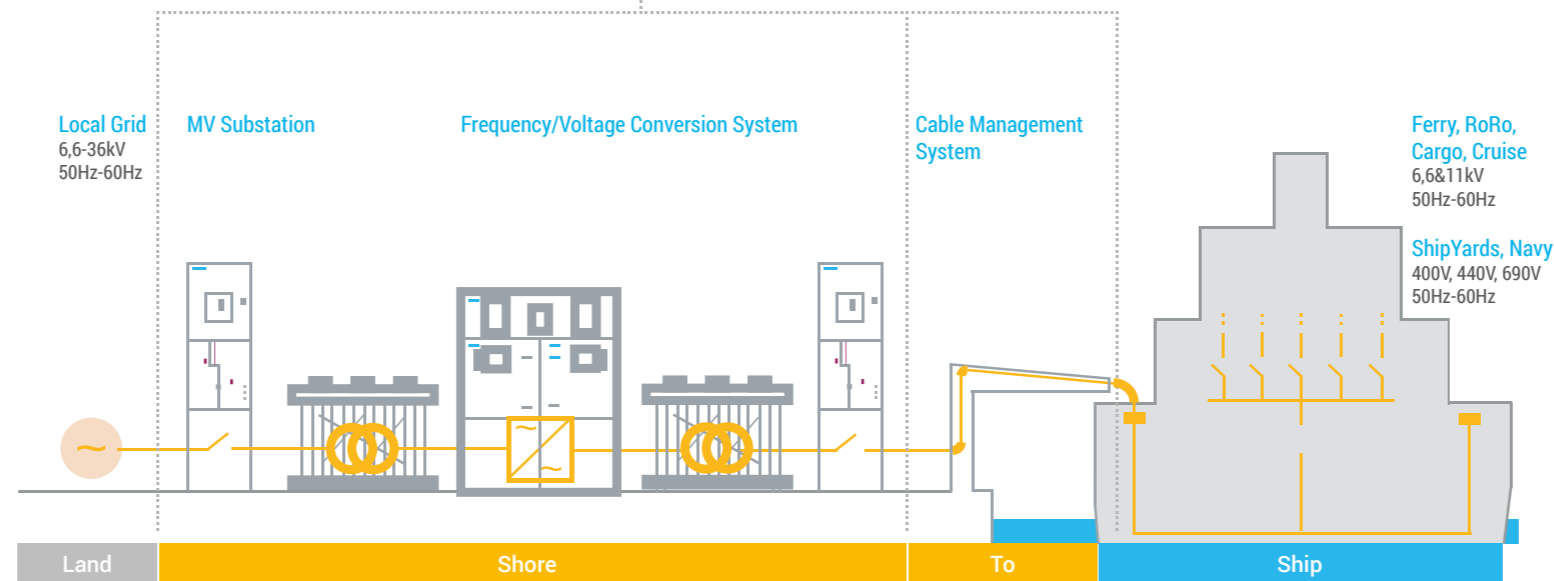 Local Grid
6,6-36kV
50Hz-60Hz
MV Substation
Frequency/Voltage Conversion System
Cable Management
System
Ferry, RoRo,
Cargo, Cruise
6,6&11kV
50Hz-60Hz
ShipYards, Navy
400V, 440V, 690V
50Hz-60Hz
Land
Shore
To
Ship